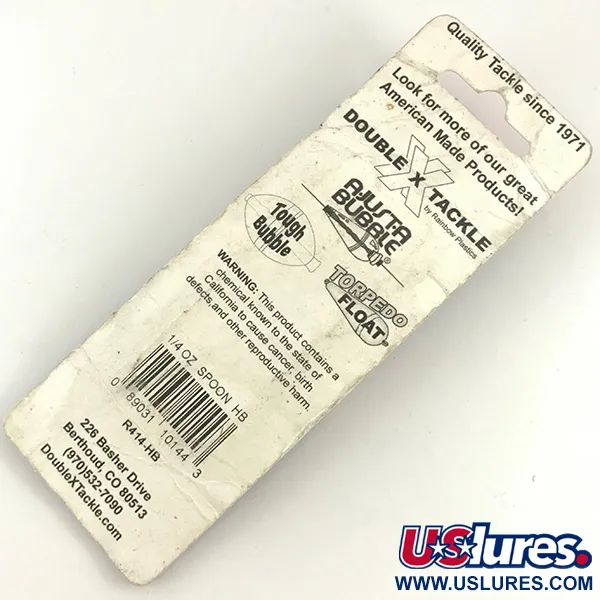 Quality Tackle since 1971
Look for more of our great
American Made Products!
DOUBLE X TACKLE
by Rainbow Plastics
A-JUST-A
BUBBLE®
Tough
Bubble
TORPEDO
FLOAT®
WARNING: This product contains a
chemical known to the state of
California to cause cancer, birth
defects,and other reproductive harm.
1/4 OZ SPOON HB
0 89031 10144 3
R414-HB
226 Basher Drive
Berthoud, CO 80513
(970)532-7090
DoubleXTackle.com
USlures.
WWW.USLURES.COM